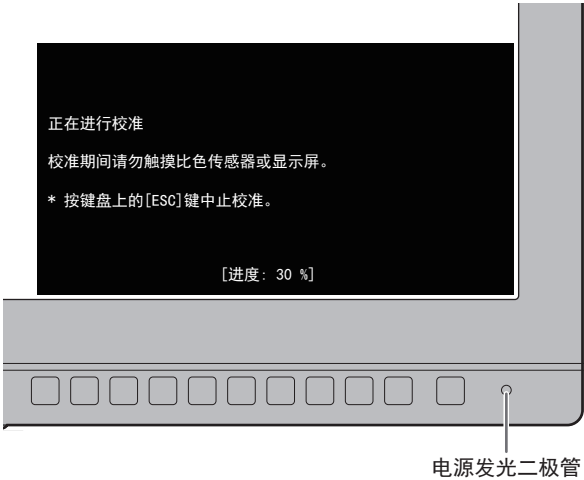 正在进行校准
校准期间请勿触摸比色传感器或显示屏。
* 按键盘上的[ESC]键中止校准。
[进度: 30 %]
电源发光二极管